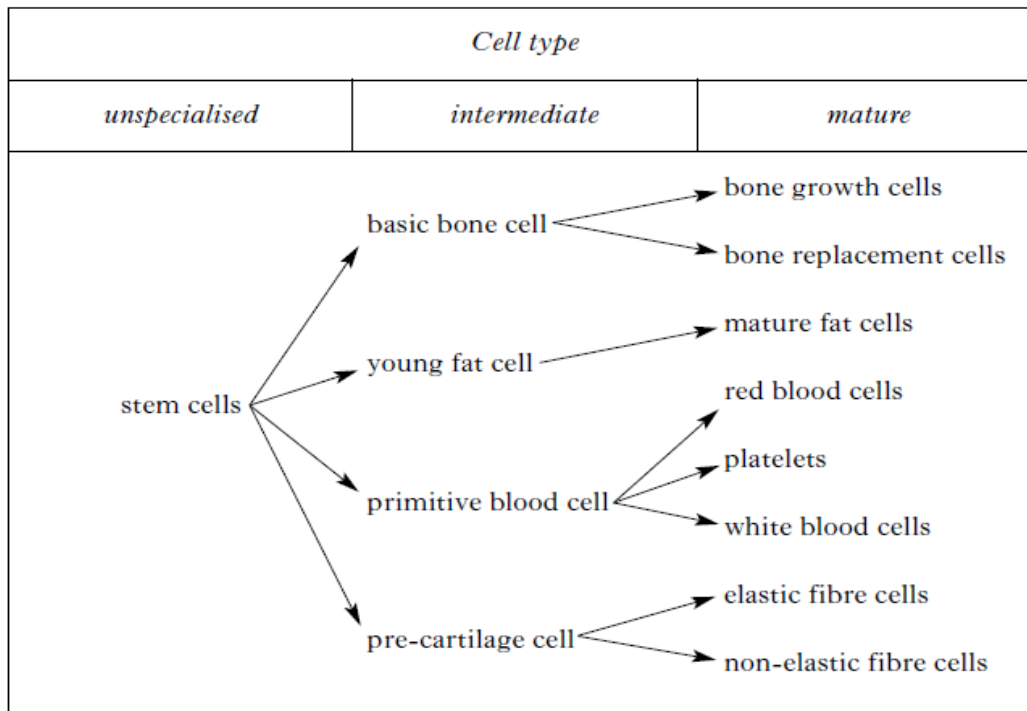 Cell type
unspecialised intermediate mature
bone growth cells
basic bone cell
bone replacement cells
mature fat cells
young fat cell
red blood cells
stem cells
platelets
primitive blood cell
white blood cells
elastic fibre cells
pre-cartilage cell
non-elastic fibre cells